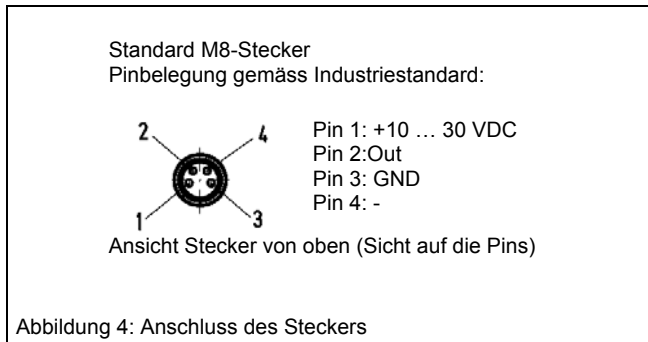 Standard M8-Stecker
Pinbelegung gemäss Industriestandard:
2
4
1
3
Pin 1: +10 … 30 VDC
Pin 2:Out
Pin 3: GND
Pin 4: -
Ansicht Stecker von oben (Sicht auf die Pins)
Abbildung 4: Anschluss des Steckers